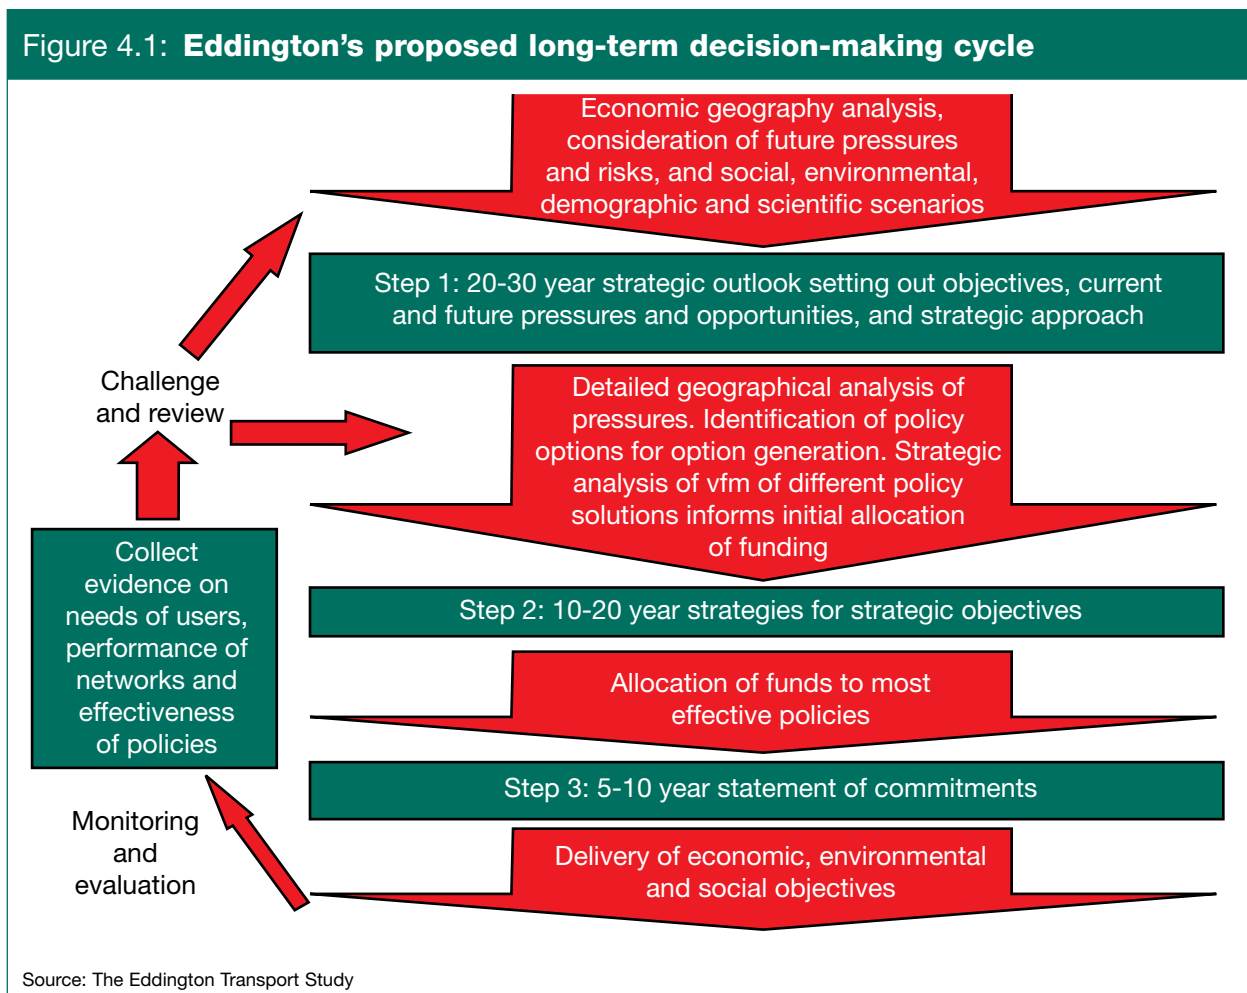 Figure 4.1: Eddington's proposed long-term decision-making cycle
Economic geography analysis,
consideration of future pressures
and risks, and social, environmental,
demographic and scientific scenarios
Step 1: 20-30 year strategic outlook setting out objectives, current
and future pressures and opportunities, and strategic approach
Challenge
and review
Detailed geographical analysis of
pressures. Identification of policy
options for option generation. Strategic
analysis of vfm of different policy
solutions informs initial allocation
of funding
Step 2: 10-20 year strategies for strategic objectives
Collect
evidence on
needs of users,
performance of
networks and
effectiveness
of policies
Allocation of funds to most
effective policies
Step 3: 5-10 year statement of commitments
Monitoring
and
evaluation
Delivery of economic, environmental
and social objectives
Source: The Eddington Transport Study